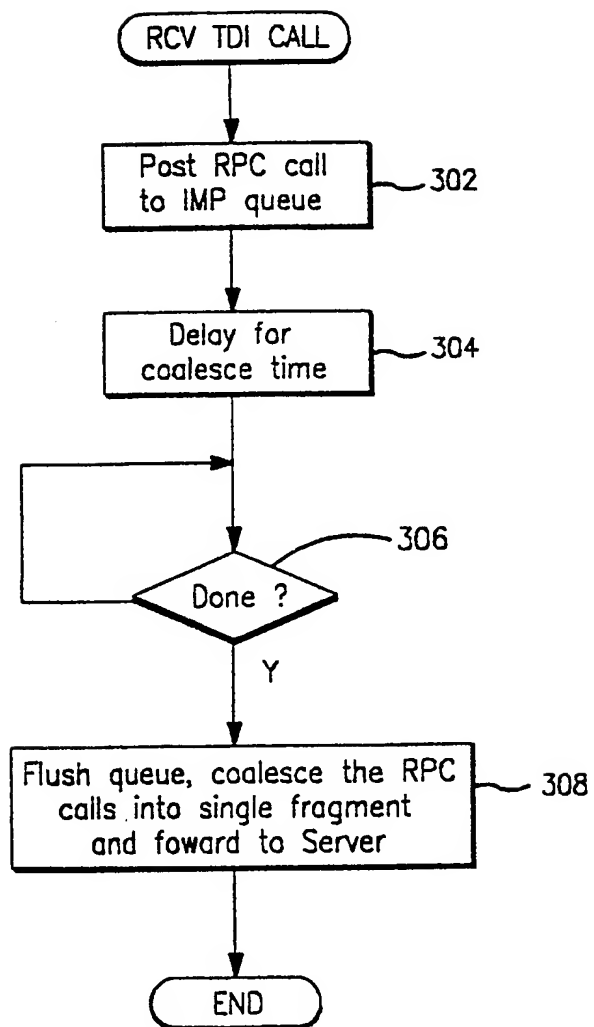 RCV TDI CALL
Post RPC call
to IMP queue
302
Delay for
coalesce time
304
306
Done ?
Y
Flush queue, coalesce the RPC
calls into single fragment
and foward to Server
308
END